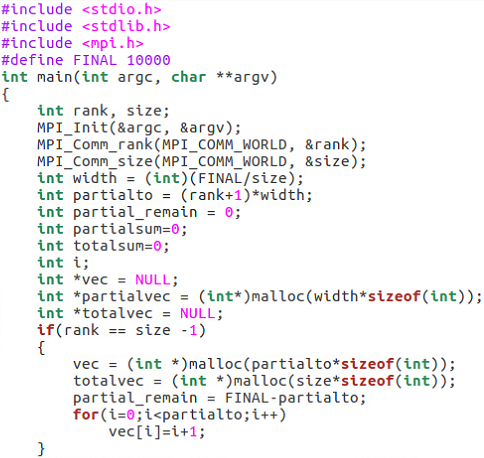 #include <stdio.h>
#include <stdlib.h>
#include <mpi.h>
#define FINAL 10000
int main(int argc, char **argv)
{
    int rank, size;
    MPI_Init(&argc, &argv);
    MPI_Comm_rank(MPI_COMM_WORLD, &rank);
    MPI_Comm_size(MPI_COMM_WORLD, &size);
    int width = (int)(FINAL/size);
    int partialto = (rank+1)*width;
    int partial_remain = 0;
    int partialsum=0;
    int totalsum=0;
    int i;
    int *vec = NULL;
    int *partialvec = (int*)malloc(width*sizeof(int));
    int *totalvec = NULL;
    if(rank == size -1)
    {
        vec = (int *)malloc(partialto*sizeof(int));
        totalvec = (int *)malloc(size*sizeof(int));
        partial_remain = FINAL-partialto;
        for(i=0;i<partialto;i++)
            vec[i]=i+1;
    }